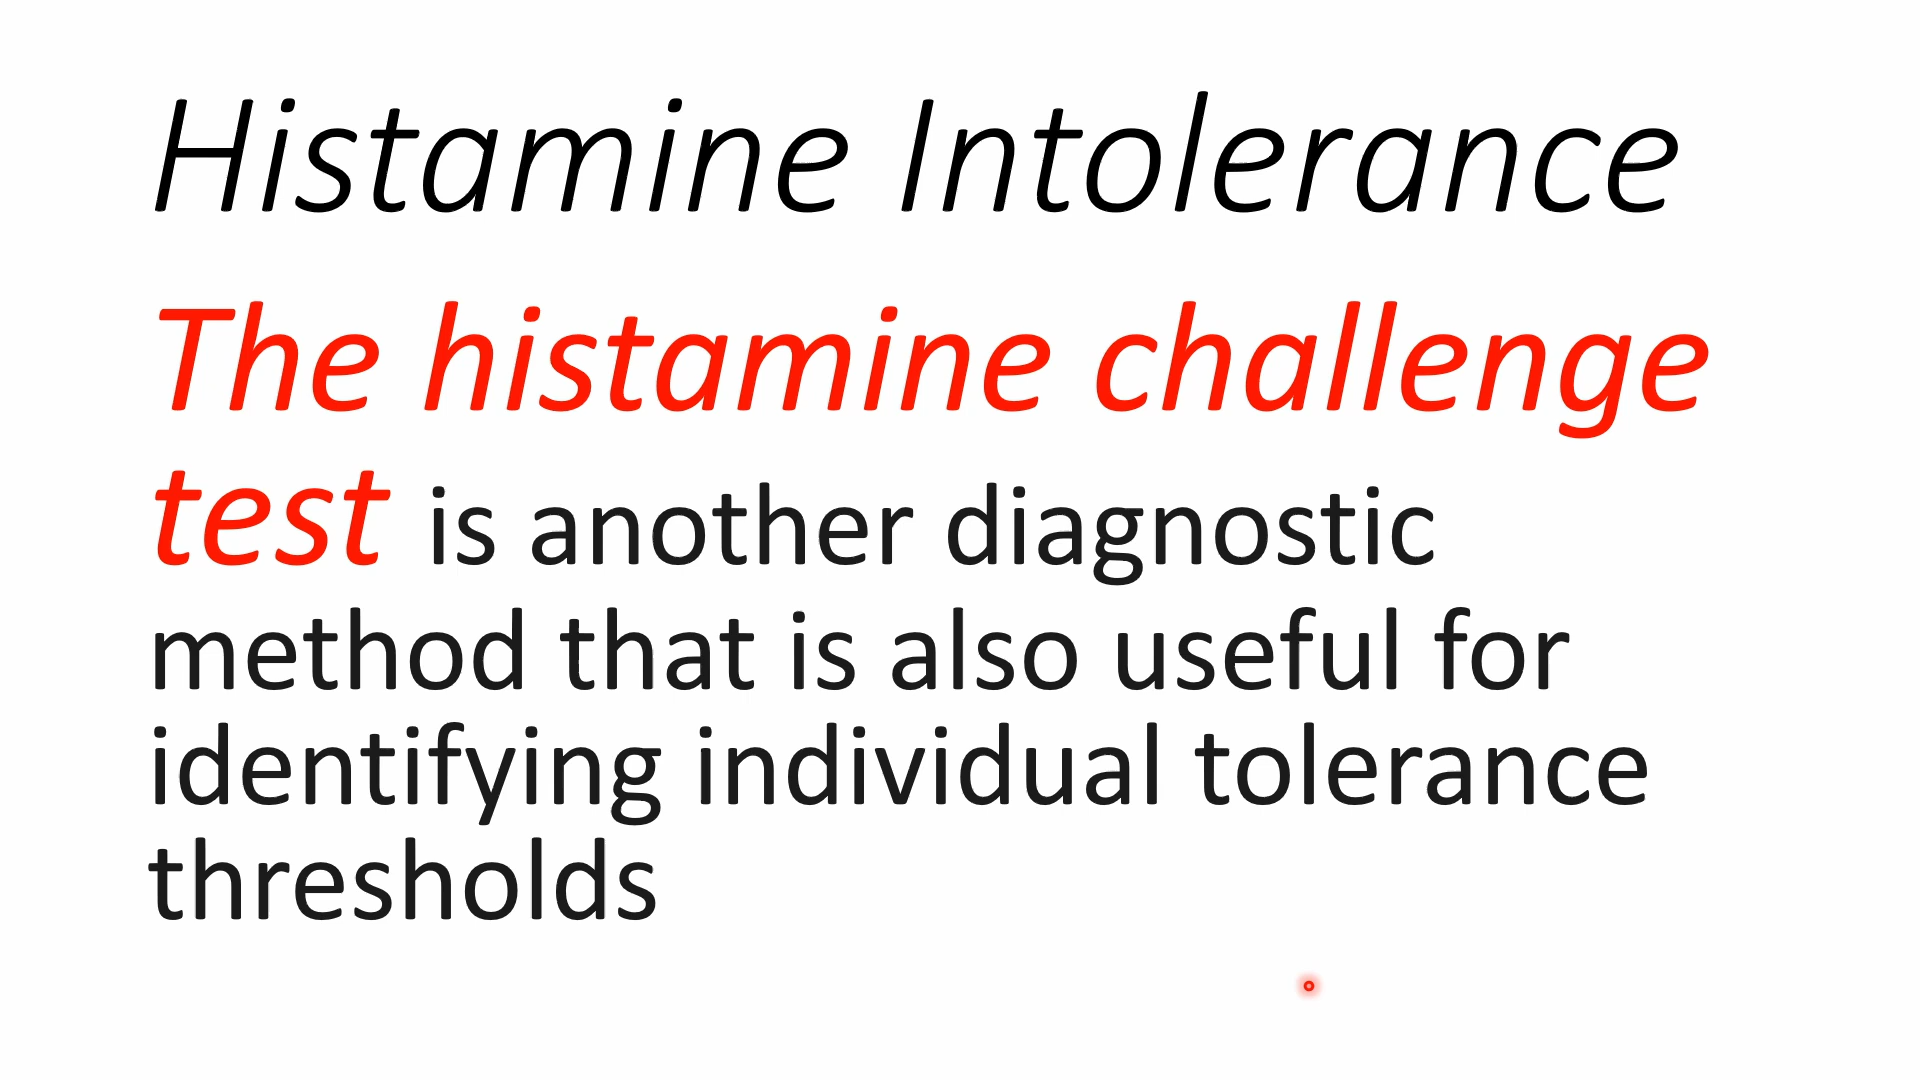 Histamine Intolerance
The histamine challenge
test is another diagnostic
method that is also useful for
identifying individual tolerance
thresholds